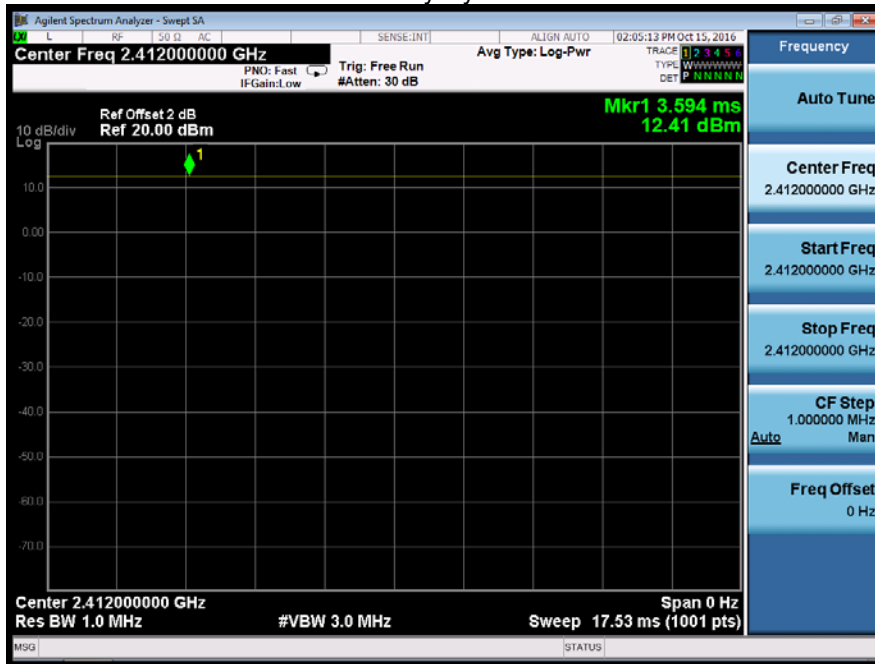 Agilent Spectrum Analyzer - Swept SA
L RF 50 Ω AC SENSE:INT ALIGN AUTO 02:05:13 PM Oct 15, 2016
Center Freq 2.412000000 GHz
PNO: Fast
IFGain:Low
Trig: Free Run
#Atten: 30 dB
Avg Type: Log-Pwr
TRACE 1 2 3 4 5 6
TYPE WWWWWW
DET P N N N N N
Frequency
Mkr1 3.594 ms
12.41 dBm
Ref Offset 2 dB
10 dB/div Ref 20.00 dBm
Log
1
10.0
0.00
-10.0
-20.0
-30.0
-40.0
-50.0
-60.0
-70.0
Center 2.412000000 GHz Span 0 Hz
Res BW 1.0 MHz #VBW 3.0 MHz Sweep 17.53 ms (1001 pts)
Auto Tune
Center Freq
2.412000000 GHz
Start Freq
2.412000000 GHz
Stop Freq
2.412000000 GHz
CF Step
1.000000 MHz
Auto Man
Freq Offset
0 Hz
MSG STATUS